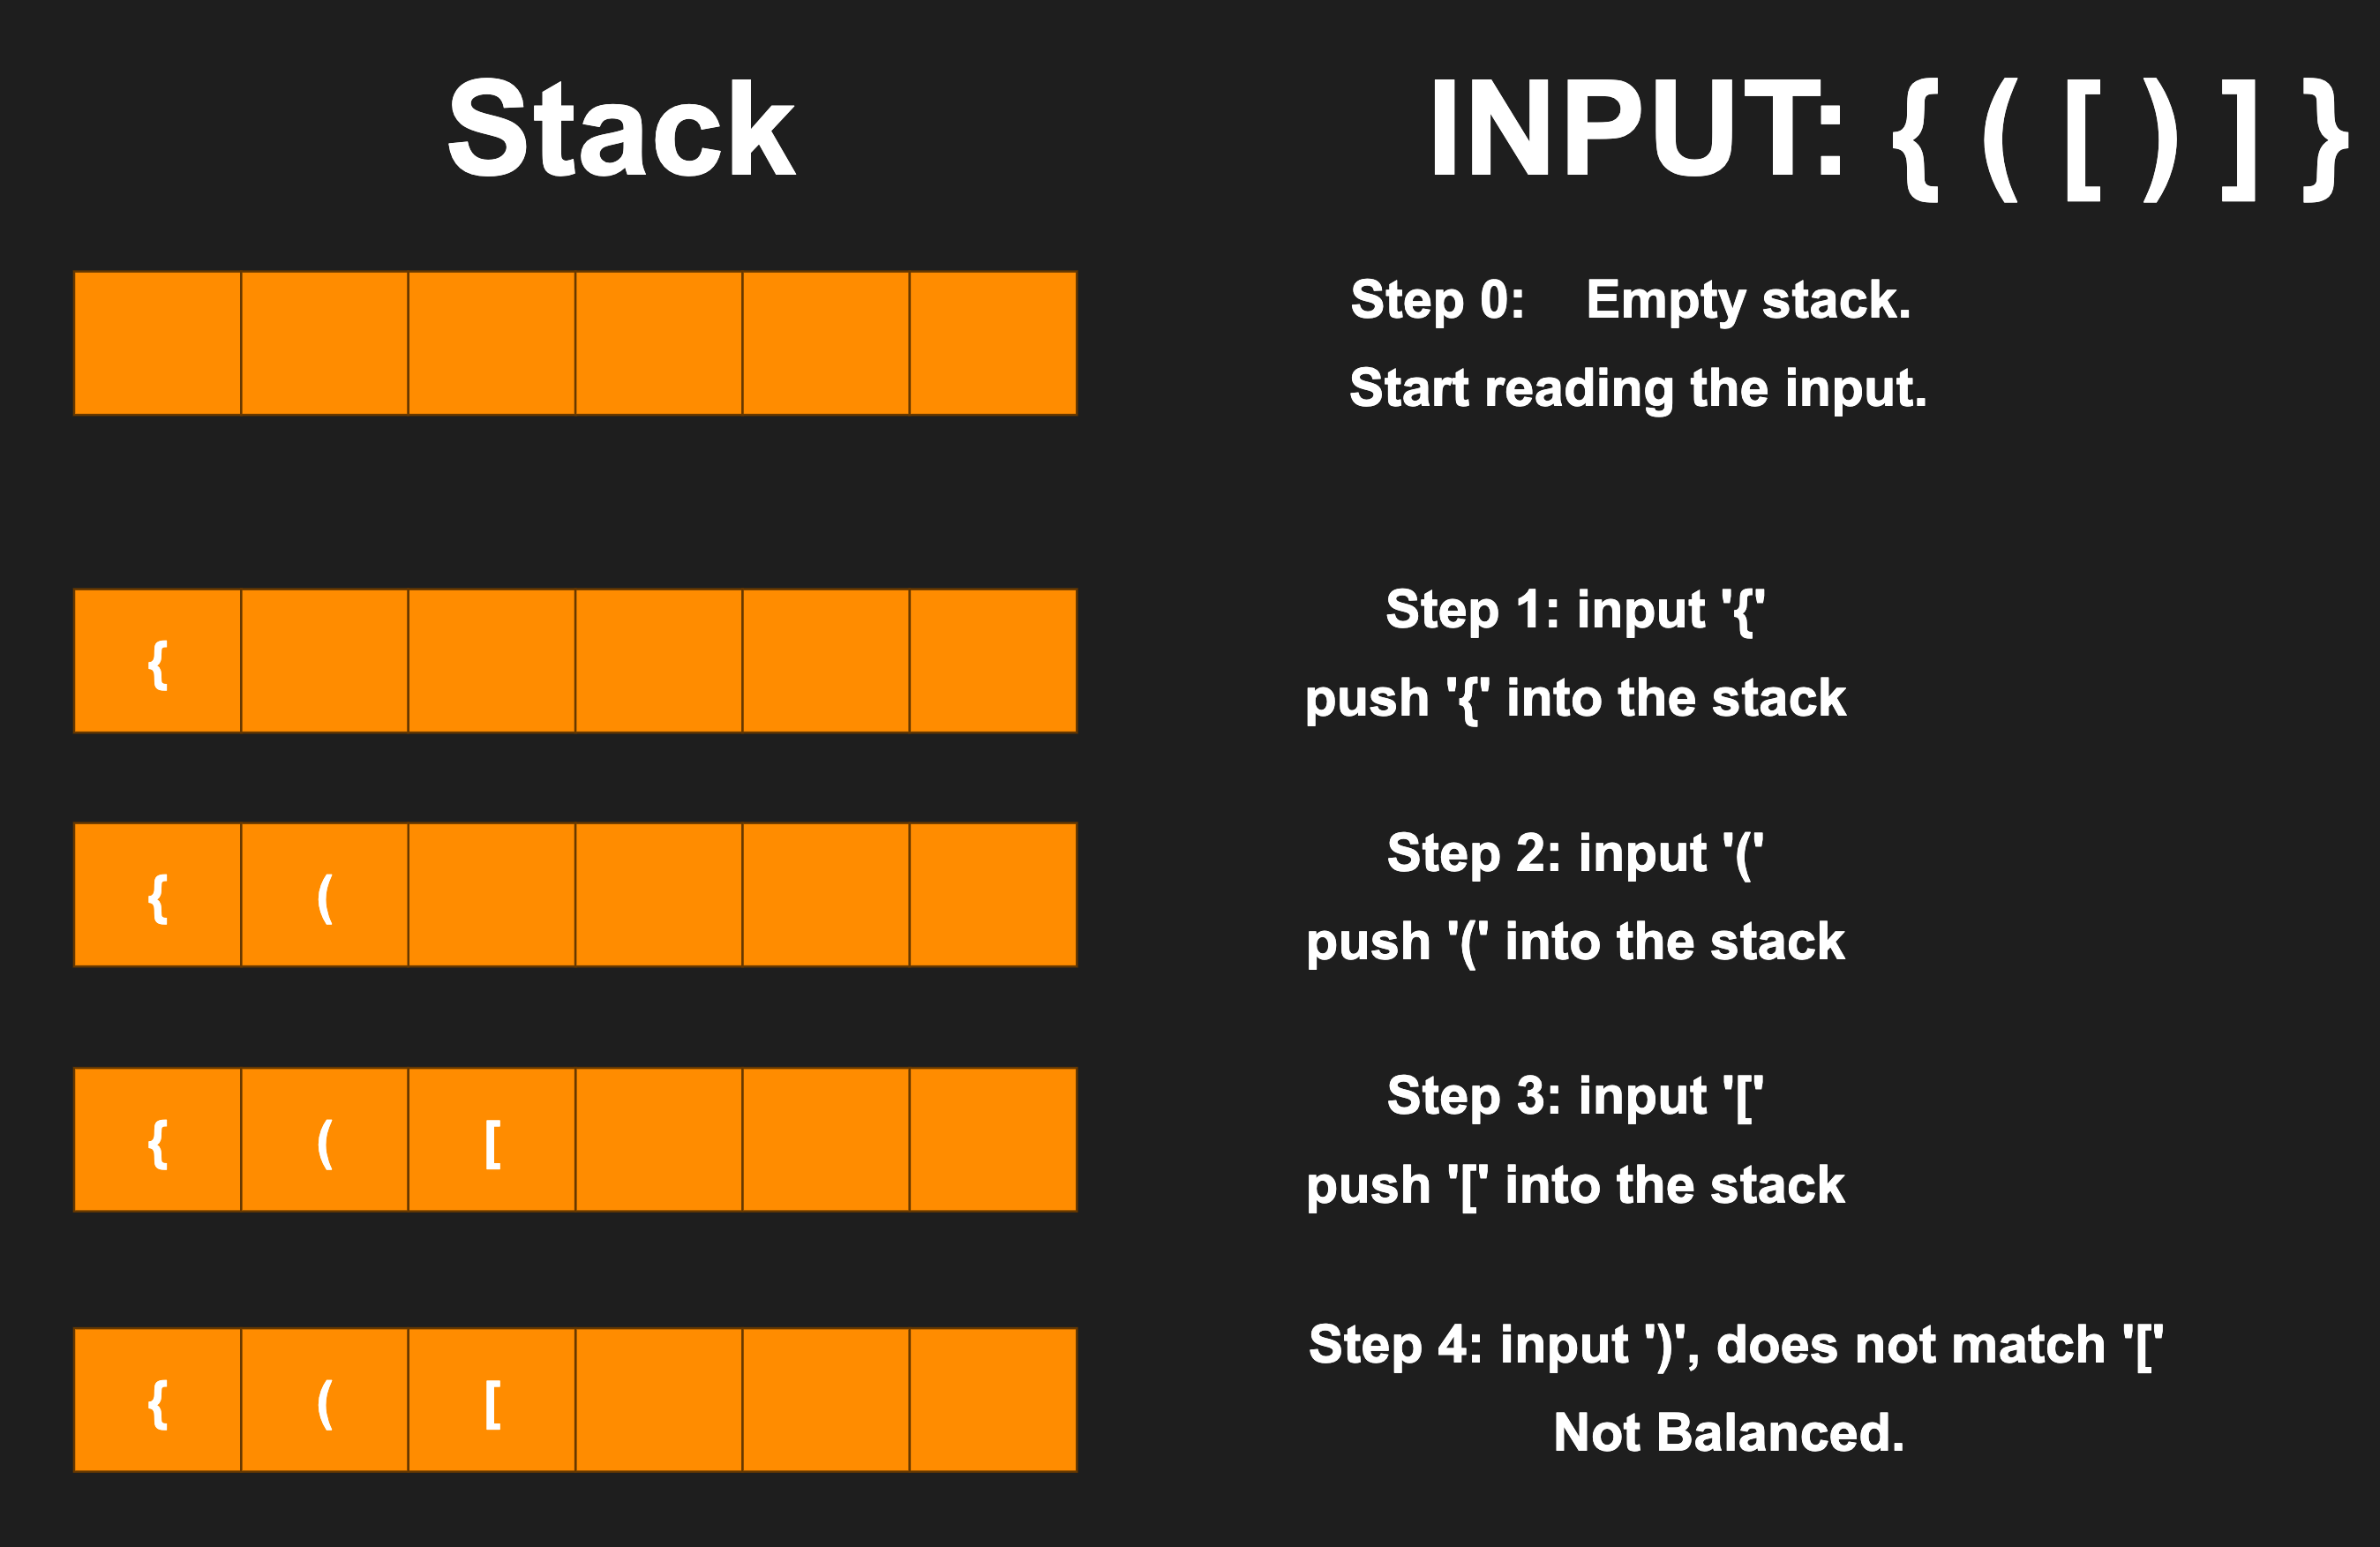 Stack
INPUT: { ( [ ) ] }
Step 0: Empty stack.
Start reading the input.
{
Step 1: input "{"
push "{" into the stack
{ (
Step 2: input "("
push "(" into the stack
{ ( [
Step 3: input "["
push "[" into the stack
{ ( [
Step 4: input ")", does not match "["
Not Balanced.